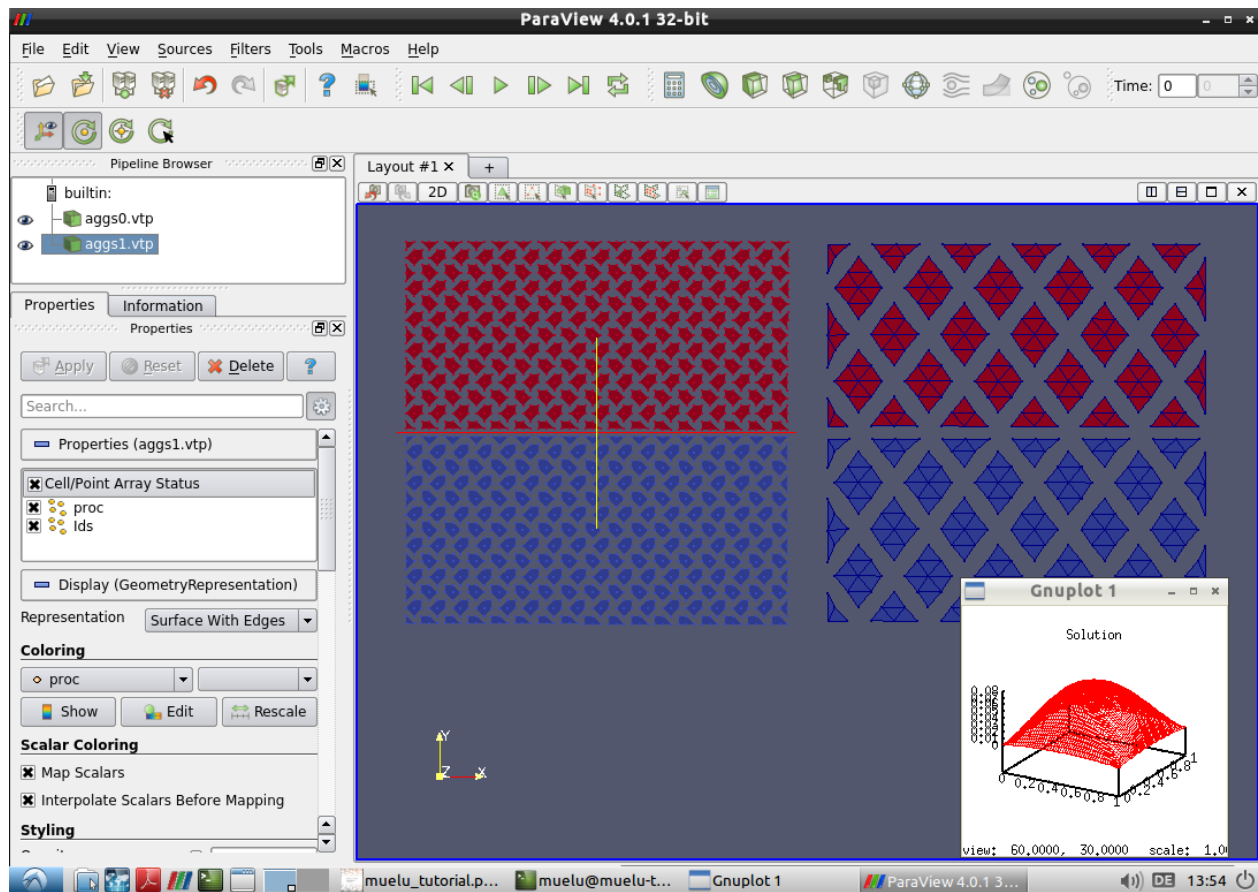 ParaView 4.0.1 32-bit
File Edit View Sources Filters Tools Macros Help
Time: 0 0
Pipeline Browser
Layout #1
builtin:
2D
aggs0.vtp
aggs1.vtp
Properties Information
Properties
Apply Reset Delete ?
Search...
Properties (aggs1.vtp)
Cell/Point Array Status
proc
Ids
Display (GeometryRepresentation)
Representation Surface With Edges
Coloring
proc
Show Edit Rescale
Scalar Coloring
Map Scalars
Interpolate Scalars Before Mapping
Styling
Y
Z X
Gnuplot 1
Solution
0
0 0.2 0.4 0.6 0.8 1
0 0.2 0.4 0.6 0.8 1
view: 60.0000, 30.0000 scale: 1.0
muelu_tutorial.p... muelu@muelu-t... Gnuplot 1 ParaView 4.0.1 3... DE 13:54